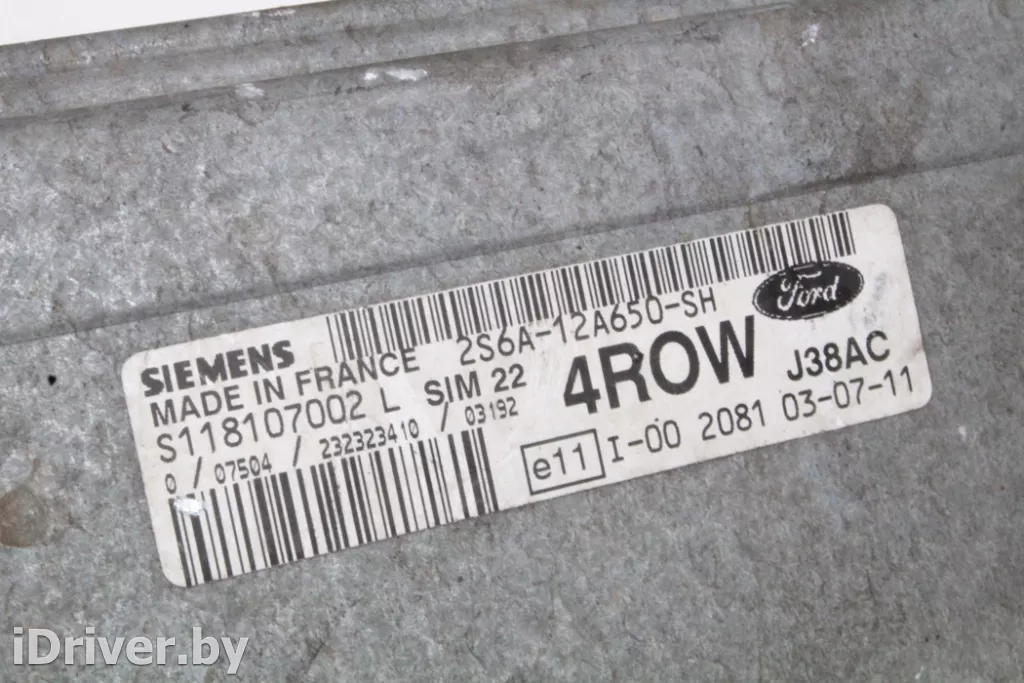 SIEMENS
MADE IN FRANCE
S118107002 L
SIM 22
0 / 07504 / 232323410 / 03192
2S6A-12A650-SH
4ROW
Ford
J38AC
e11 I-00 2081 03-07-11
iDriver.by